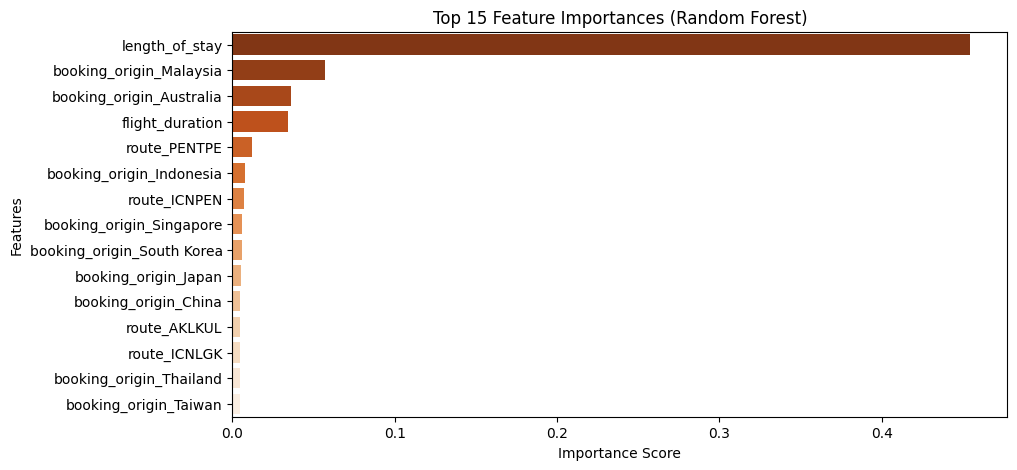 Top 15 Feature Importances (Random Forest)
length_of_stay
booking_origin_Malaysia
booking_origin_Australia
flight_duration
route_PENTPE
booking_origin_Indonesia
route_ICNPEN
booking_origin_Singapore
booking_origin_South Korea
booking_origin_Japan
booking_origin_China
route_AKLKUL
route_ICNLGK
booking_origin_Thailand
booking_origin_Taiwan
Features
0.0 0.1 0.2 0.3 0.4
Importance Score